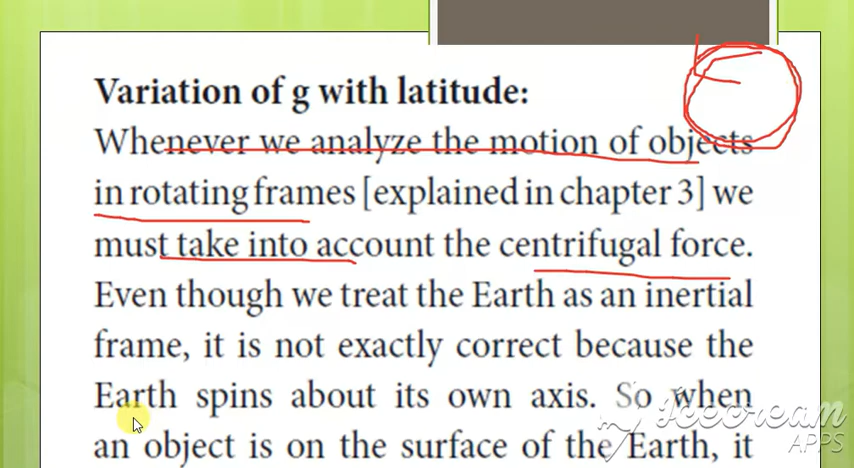 Variation of g with latitude:
Whenever we analyze the motion of objects
in rotating frames [explained in chapter 3] we
must take into account the centrifugal force.
Even though we treat the Earth as an inertial
frame, it is not exactly correct because the
Earth spins about its own axis. So when
an object is on the surface of the Earth, it
Icecream
APPS